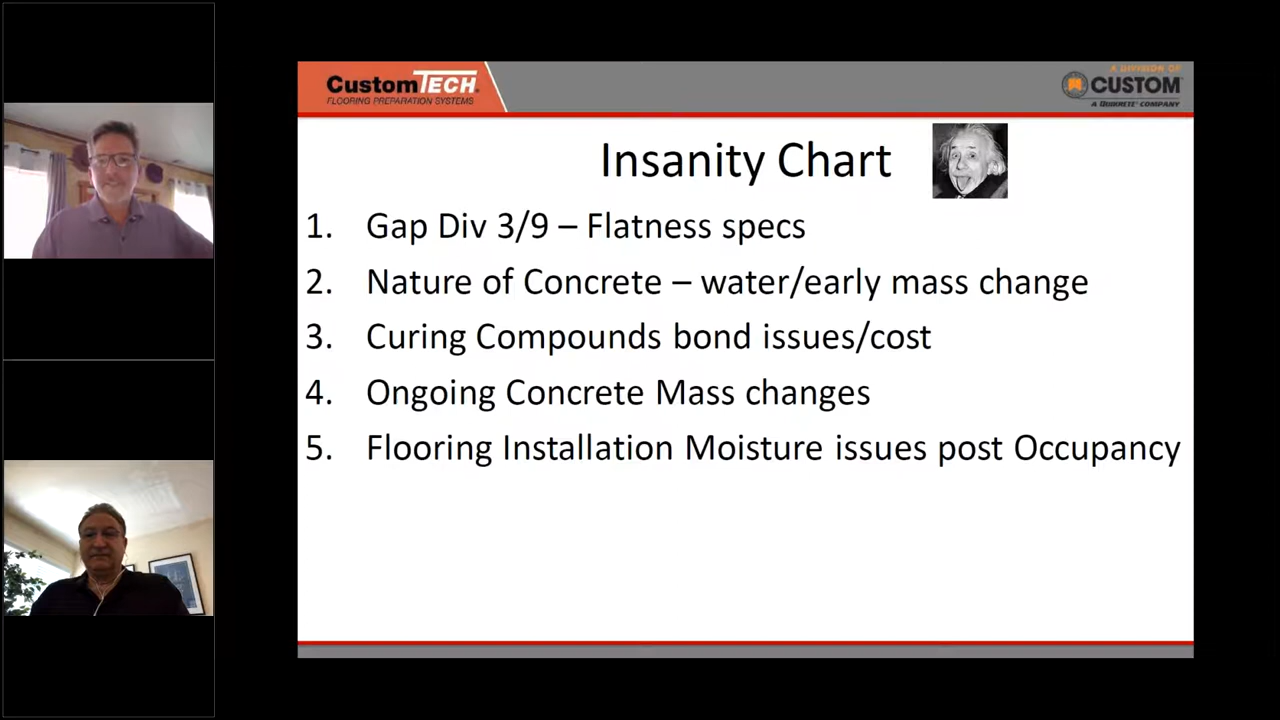 CustomTECH®
FLOORING PREPARATION SYSTEMS
A DIVISION OF
CUSTOM
A QUIKRETE® COMPANY
Insanity Chart
1. Gap Div 3/9 – Flatness specs
2. Nature of Concrete – water/early mass change
3. Curing Compounds bond issues/cost
4. Ongoing Concrete Mass changes
5. Flooring Installation Moisture issues post Occupancy